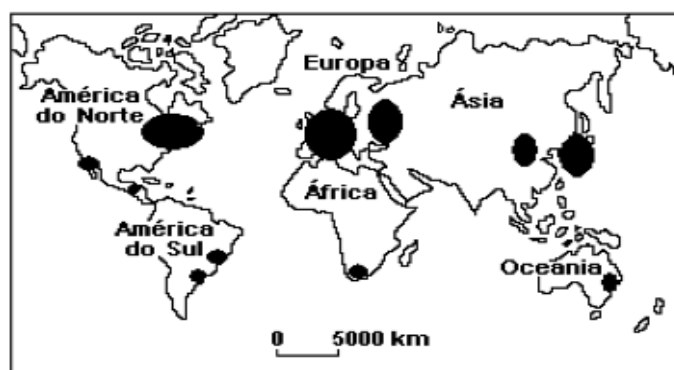 Europa
América
do Norte
Ásia
África
América
do Sul
Oceania
0 5000 km